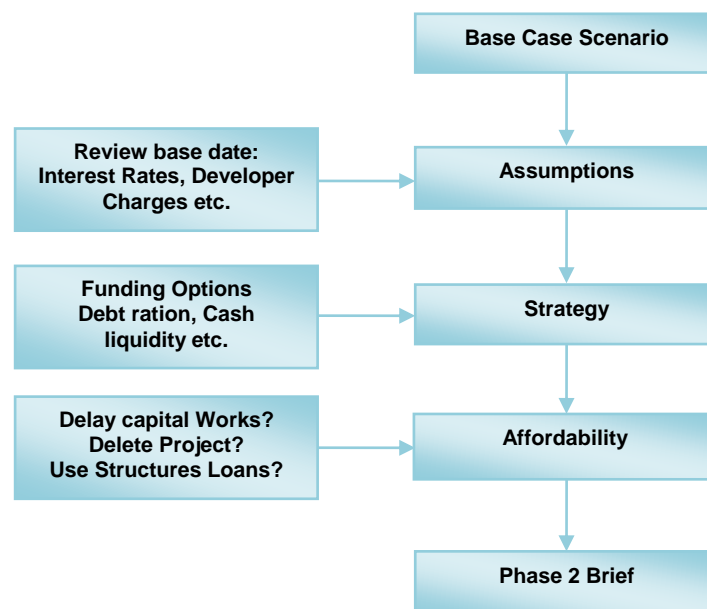 Base Case Scenario
Review base date:
Interest Rates, Developer
Charges etc.
Assumptions
Funding Options
Debt ration, Cash
liquidity etc.
Strategy
Delay capital Works?
Delete Project?
Use Structures Loans?
Affordability
Phase 2 Brief